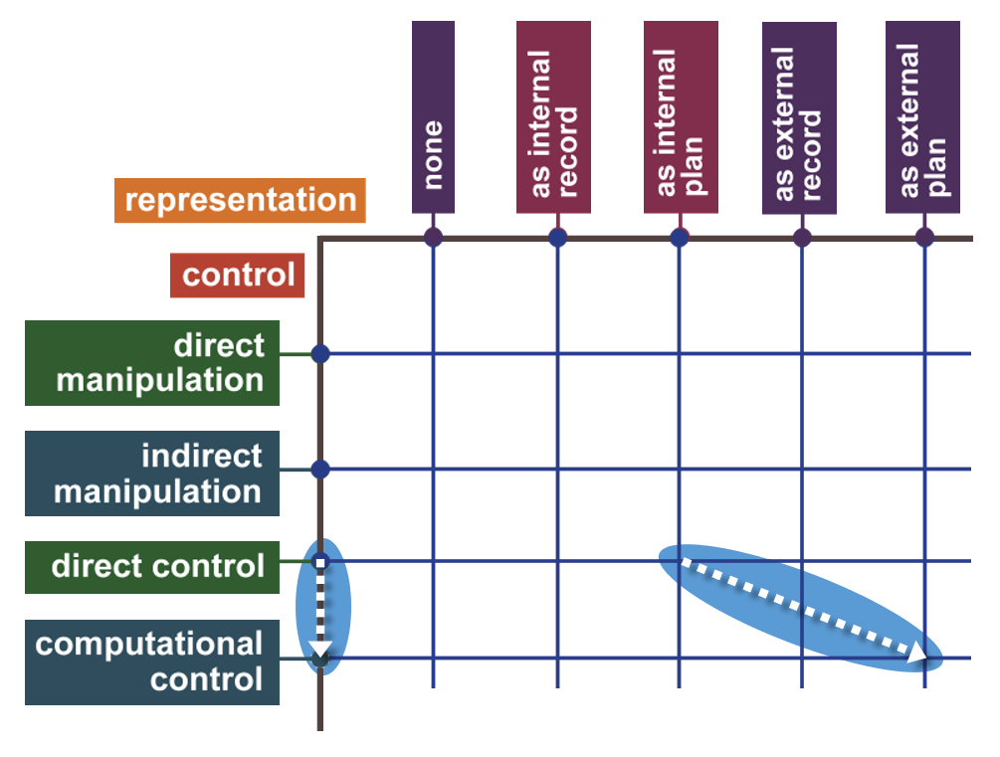 none
as internal
record
as internal
plan
as external
record
as external
plan
representation
control
direct
manipulation
indirect
manipulation
direct control
computational
control